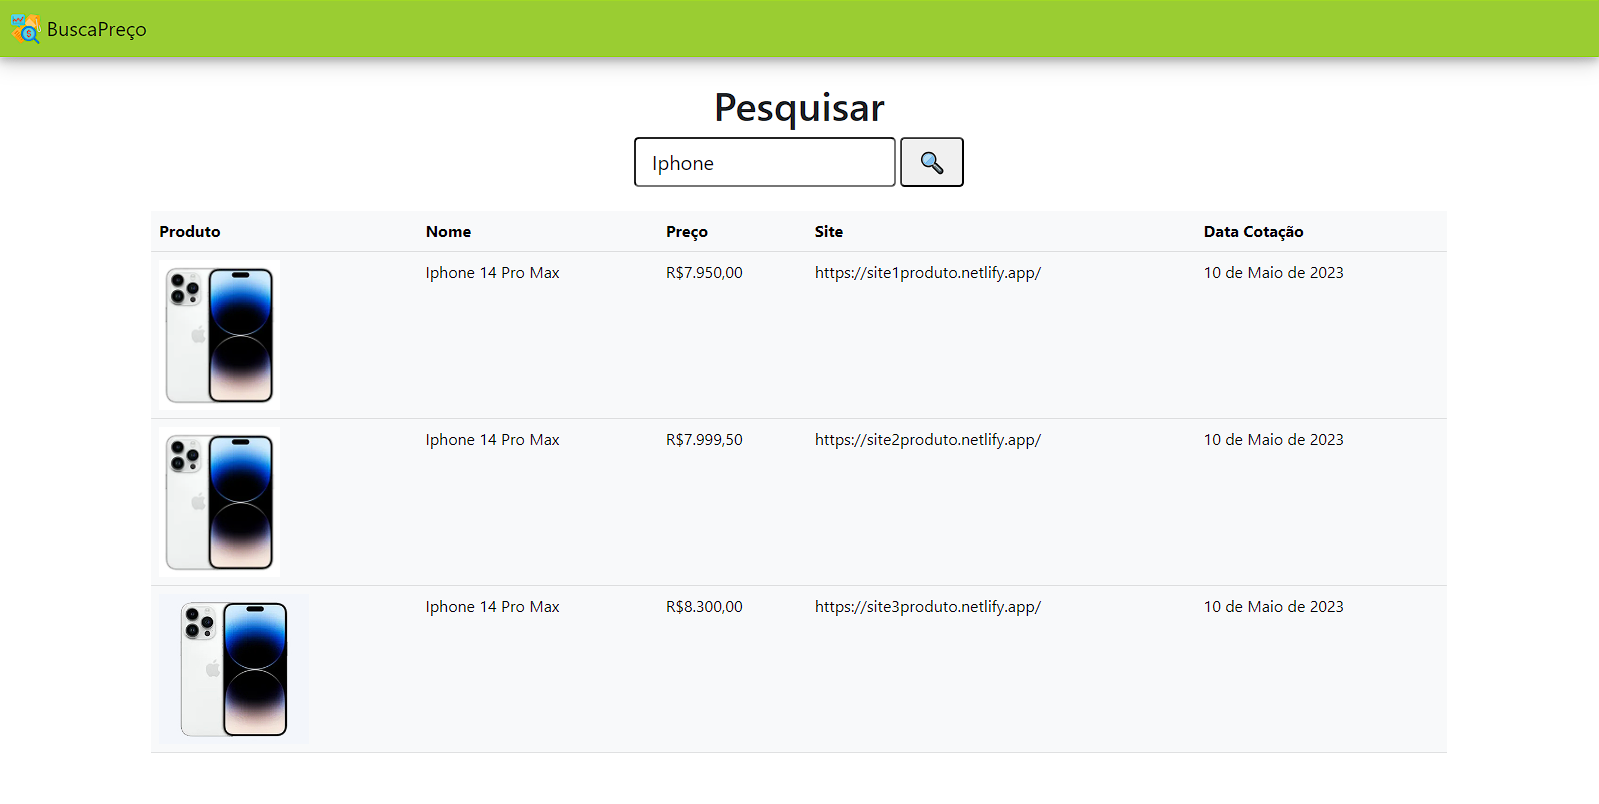 BuscaPreço
Pesquisar
Iphone
Produto Nome Preço Site Data Cotação
Iphone 14 Pro Max R$7.950,00 https://site1produto.netlify.app/ 10 de Maio de 2023
Iphone 14 Pro Max R$7.999,50 https://site2produto.netlify.app/ 10 de Maio de 2023
Iphone 14 Pro Max R$8.300,00 https://site3produto.netlify.app/ 10 de Maio de 2023